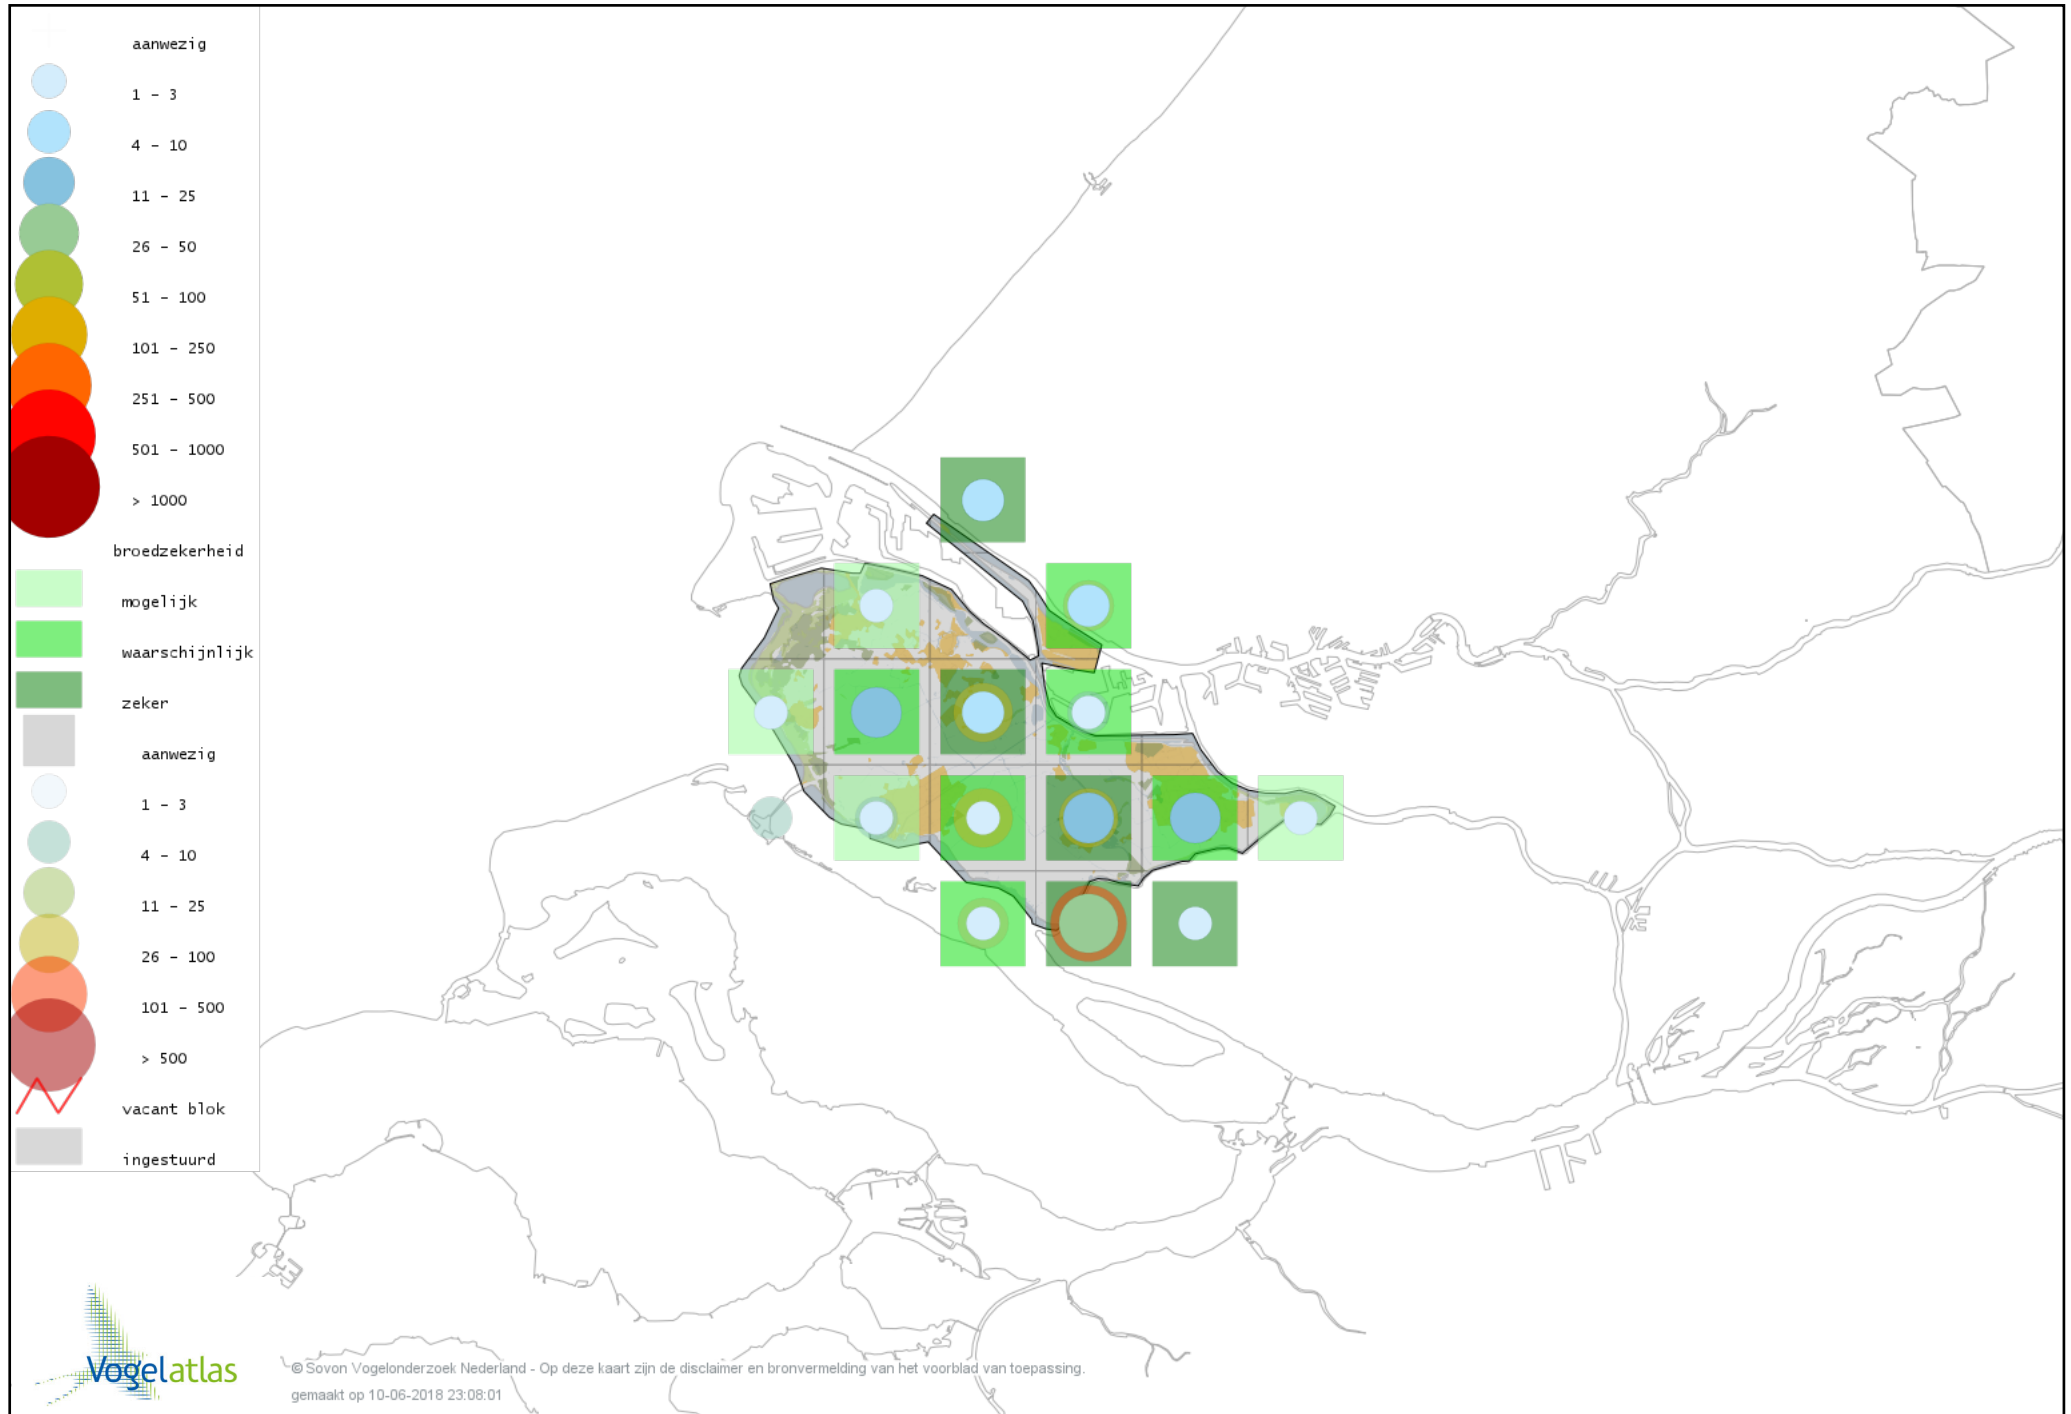 aanwezig
1 - 3
4 - 10
11 - 25
26 - 50
51 - 100
101 - 250
251 - 500
501 - 1000
> 1000
broedzekerheid
mogelijk
waarschijnlijk
zeker
aanwezig
1 - 3
4 - 10
11 - 25
26 - 100
101 - 500
> 500
vacant blok
ingestuurd
Vogelatlas
© Sovon Vogelonderzoek Nederland - Op deze kaart zijn de disclaimer en bronvermelding van het voorblad van toepassing.
gemaakt op 10-06-2018 23:08:01